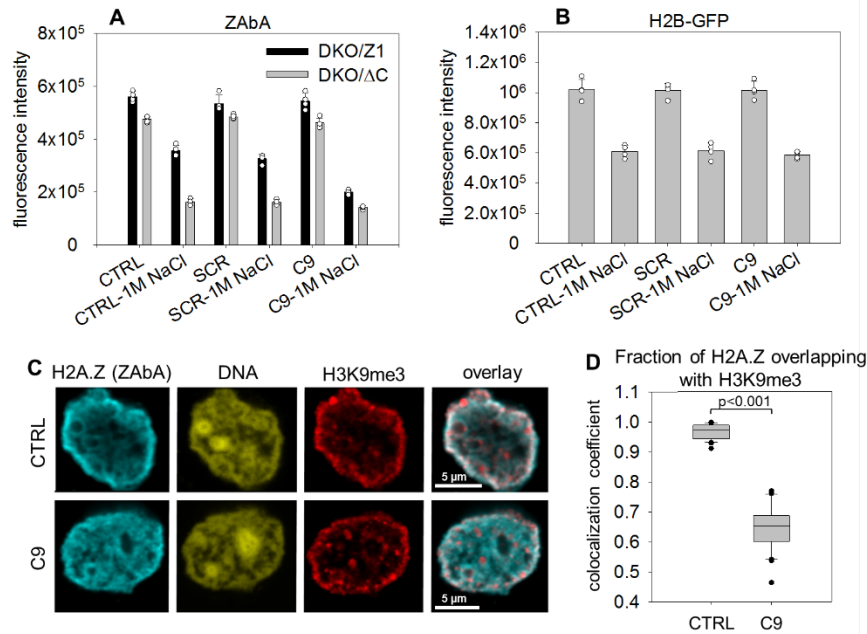 A
ZAbA
fluorescence intensity
8x10⁵
6x10⁵
4x10⁵
2x10⁵
0
DKO/Z1
DKO/ΔC
CTRL
CTRL-1M NaCl
SCR
SCR-1M NaCl
C9
C9-1M NaCl
B
H2B-GFP
fluorescence intensity
1.2x10⁶
1x10⁶
8.0x10⁵
6.0x10⁵
4.0x10⁵
2.0x10⁵
0
CTRL
CTRL-1M NaCl
SCR
SCR-1M NaCl
C9
C9-1M NaCl
C
H2A.Z (ZAbA)
DNA
H3K9me3
overlay
CTRL
5 µm
C9
5 µm
D
Fraction of H2A.Z overlapping
with H3K9me3
colocalization coefficient
1.1
1.0
0.9
0.8
0.7
0.6
0.5
0.4
p<0.001
CTRL
C9